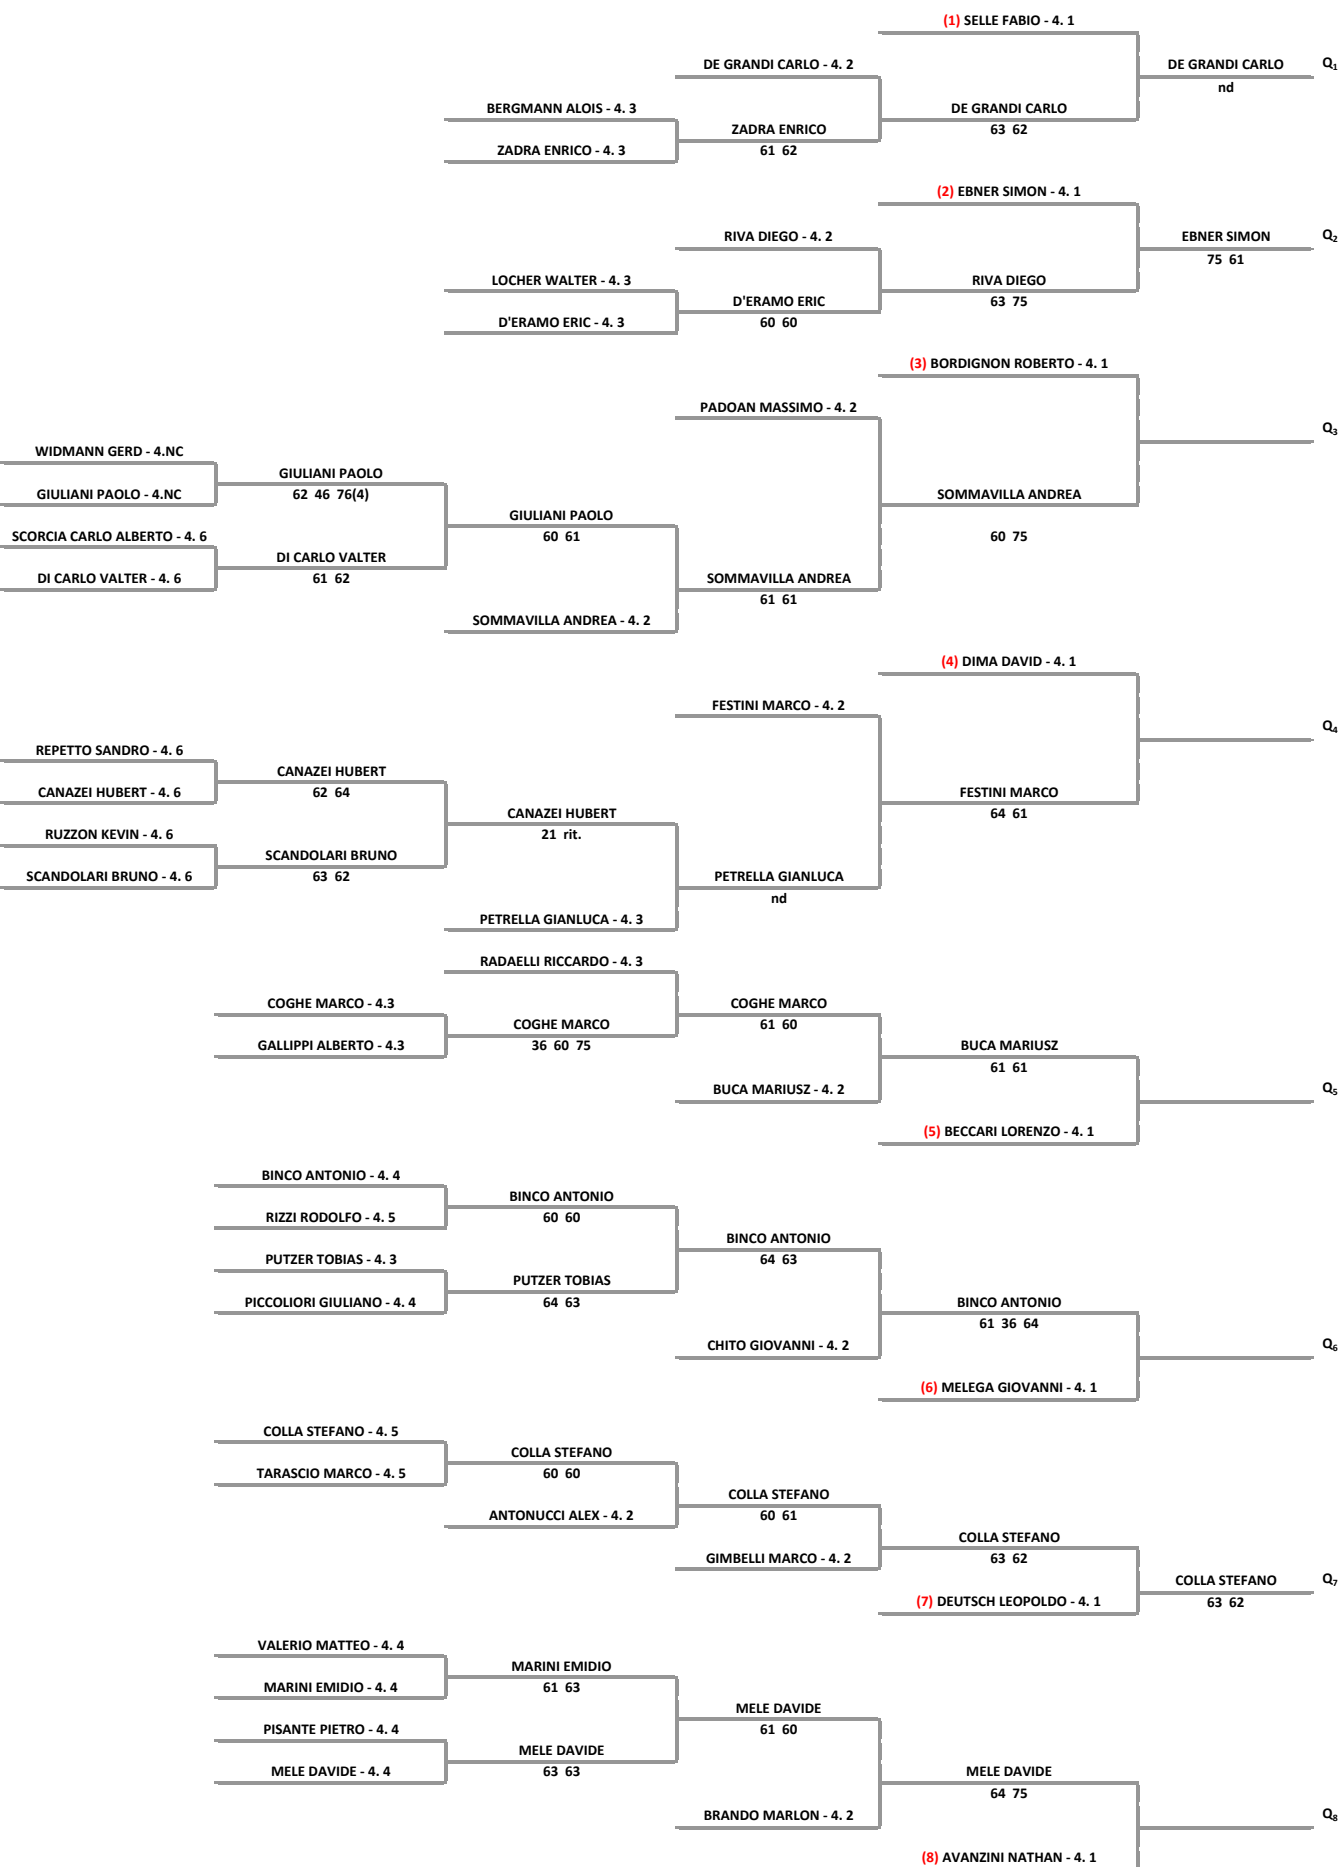 (1) SELLE FABIO - 4. 1
DE GRANDI CARLO - 4. 2
DE GRANDI CARLO
Q1
nd
BERGMANN ALOIS - 4. 3
DE GRANDI CARLO
ZADRA ENRICO
63 62
ZADRA ENRICO - 4. 3
61 62
(2) EBNER SIMON - 4. 1
RIVA DIEGO - 4. 2
EBNER SIMON
Q2
75 61
LOCHER WALTER - 4. 3
RIVA DIEGO
D'ERAMO ERIC
63 75
D'ERAMO ERIC - 4. 3
60 60
(3) BORDIGNON ROBERTO - 4. 1
PADOAN MASSIMO - 4. 2
Q3
WIDMANN GERD - 4.NC
GIULIANI PAOLO
GIULIANI PAOLO - 4.NC
62 46 76(4)
SOMMAVILLA ANDREA
GIULIANI PAOLO
SCORCIA CARLO ALBERTO - 4. 6
60 61
60 75
DI CARLO VALTER
DI CARLO VALTER - 4. 6
61 62
SOMMAVILLA ANDREA
61 61
SOMMAVILLA ANDREA - 4. 2
(4) DIMA DAVID - 4. 1
FESTINI MARCO - 4. 2
Q4
REPETTO SANDRO - 4. 6
CANAZEI HUBERT
CANAZEI HUBERT - 4. 6
62 64
FESTINI MARCO
CANAZEI HUBERT
64 61
RUZZON KEVIN - 4. 6
21 rit.
SCANDOLARI BRUNO
SCANDOLARI BRUNO - 4. 6
63 62
PETRELLA GIANLUCA
nd
PETRELLA GIANLUCA - 4. 3
RADAELLI RICCARDO - 4. 3
COGHE MARCO - 4.3
COGHE MARCO
COGHE MARCO
61 60
GALLIPPI ALBERTO - 4.3
36 60 75
BUCA MARIUSZ
61 61
BUCA MARIUSZ - 4. 2
Q5
(5) BECCARI LORENZO - 4. 1
BINCO ANTONIO - 4. 4
BINCO ANTONIO
RIZZI RODOLFO - 4. 5
60 60
BINCO ANTONIO
PUTZER TOBIAS - 4. 3
64 63
PUTZER TOBIAS
PICCOLIORI GIULIANO - 4. 4
64 63
BINCO ANTONIO
61 36 64
CHITO GIOVANNI - 4. 2
Q6
(6) MELEGA GIOVANNI - 4. 1
COLLA STEFANO - 4. 5
COLLA STEFANO
TARASCIO MARCO - 4. 5
60 60
COLLA STEFANO
ANTONUCCI ALEX - 4. 2
60 61
COLLA STEFANO
GIMBELLI MARCO - 4. 2
63 62
COLLA STEFANO
Q7
(7) DEUTSCH LEOPOLDO - 4. 1
63 62
VALERIO MATTEO - 4. 4
MARINI EMIDIO
MARINI EMIDIO - 4. 4
61 63
MELE DAVIDE
PISANTE PIETRO - 4. 4
61 60
MELE DAVIDE
MELE DAVIDE - 4. 4
63 63
MELE DAVIDE
64 75
BRANDO MARLON - 4. 2
Q8
(8) AVANZINI NATHAN - 4. 1